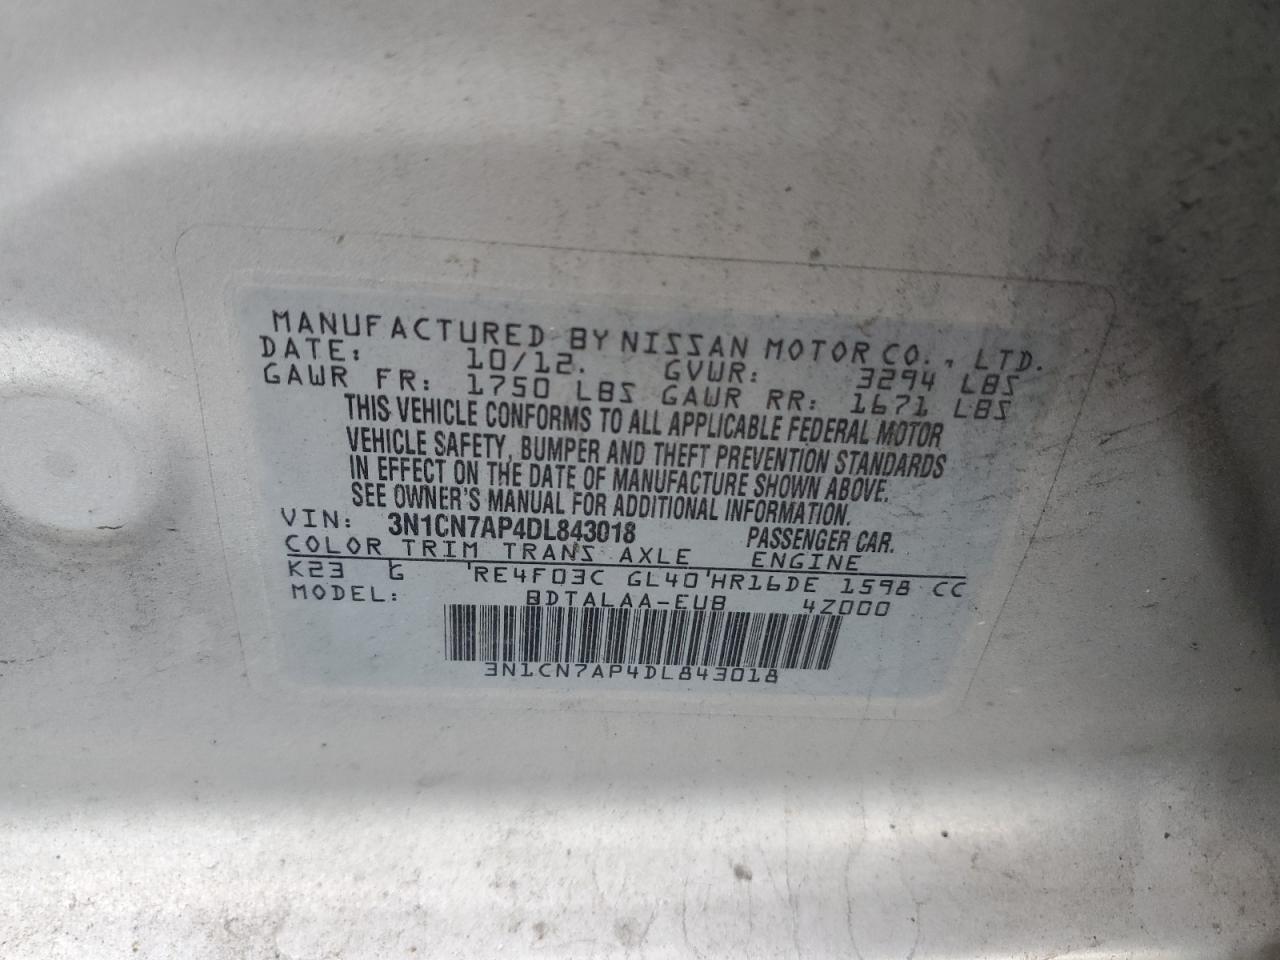 MANUFACTURED BY NISSAN MOTOR CO., LTD.
DATE: 10/12. GVWR: 3294 LBS
GAWR FR: 1750 LBS GAWR RR: 1671 LBS
THIS VEHICLE CONFORMS TO ALL APPLICABLE FEDERAL MOTOR
VEHICLE SAFETY, BUMPER AND THEFT PREVENTION STANDARDS
IN EFFECT ON THE DATE OF MANUFACTURE SHOWN ABOVE.
SEE OWNER'S MANUAL FOR ADDITIONAL INFORMATION.
VIN: 3N1CN7AP4DL843018 PASSENGER CAR.
COLOR TRIM TRANS AXLE ENGINE
K23 G 'RE4F03C GL40'HR16DE 1598 CC
MODEL: BDTALAA-EUB 4Z000
3N1CN7AP4DL843018